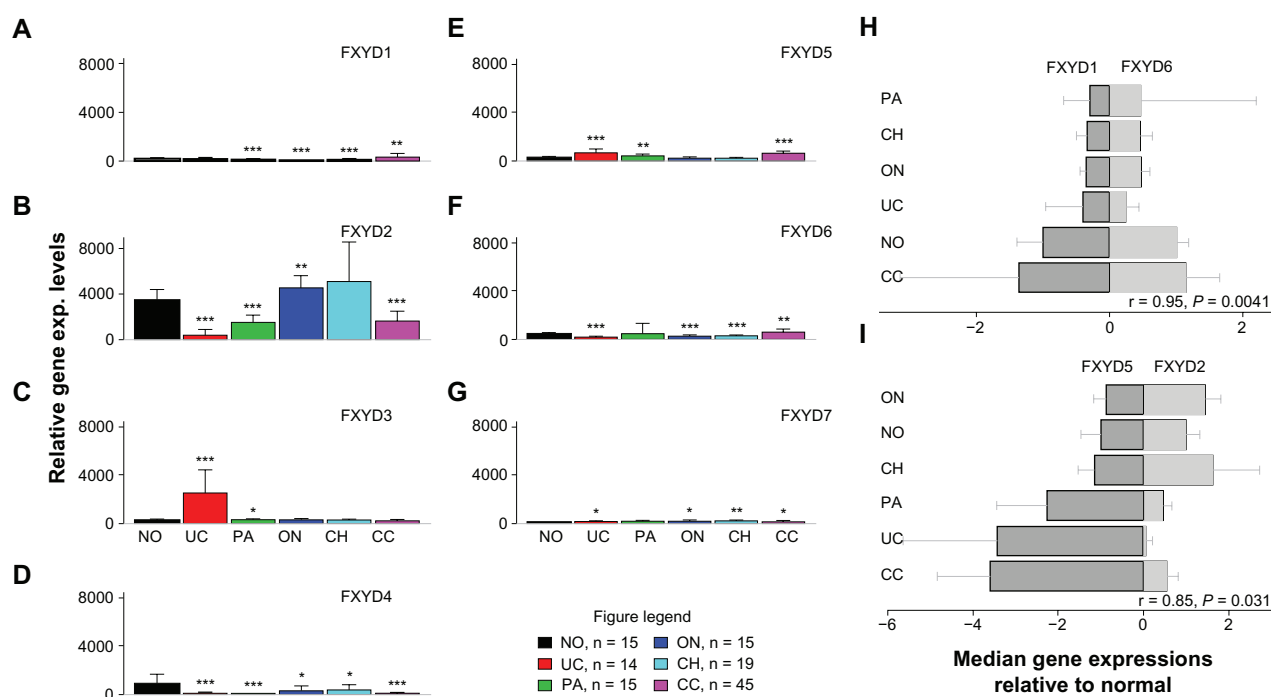 A
FXYD1
8000
4000
0
*** *** *** **
B
FXYD2
8000
4000
0
*** *** ** ***
C
FXYD3
8000
4000
0
*** *
NO UC PA ON CH CC
D
FXYD4
8000
4000
0
*** *** * * ***
Relative gene exp. levels
E
FXYD5
8000
4000
0
*** ** ***
F
FXYD6
8000
4000
0
*** *** *** **
G
FXYD7
8000
4000
0
* * ** *
NO UC PA ON CH CC
Figure legend
NO, n = 15
UC, n = 14
PA, n = 15
ON, n = 15
CH, n = 19
CC, n = 45
H
FXYD1 FXYD6
PA
CH
ON
UC
NO
CC
r = 0.95, P = 0.0041
−2 0 2
I
FXYD5 FXYD2
ON
NO
CH
PA
UC
CC
r = 0.85, P = 0.031
−6 −4 −2 0 2
Median gene expressions
relative to normal